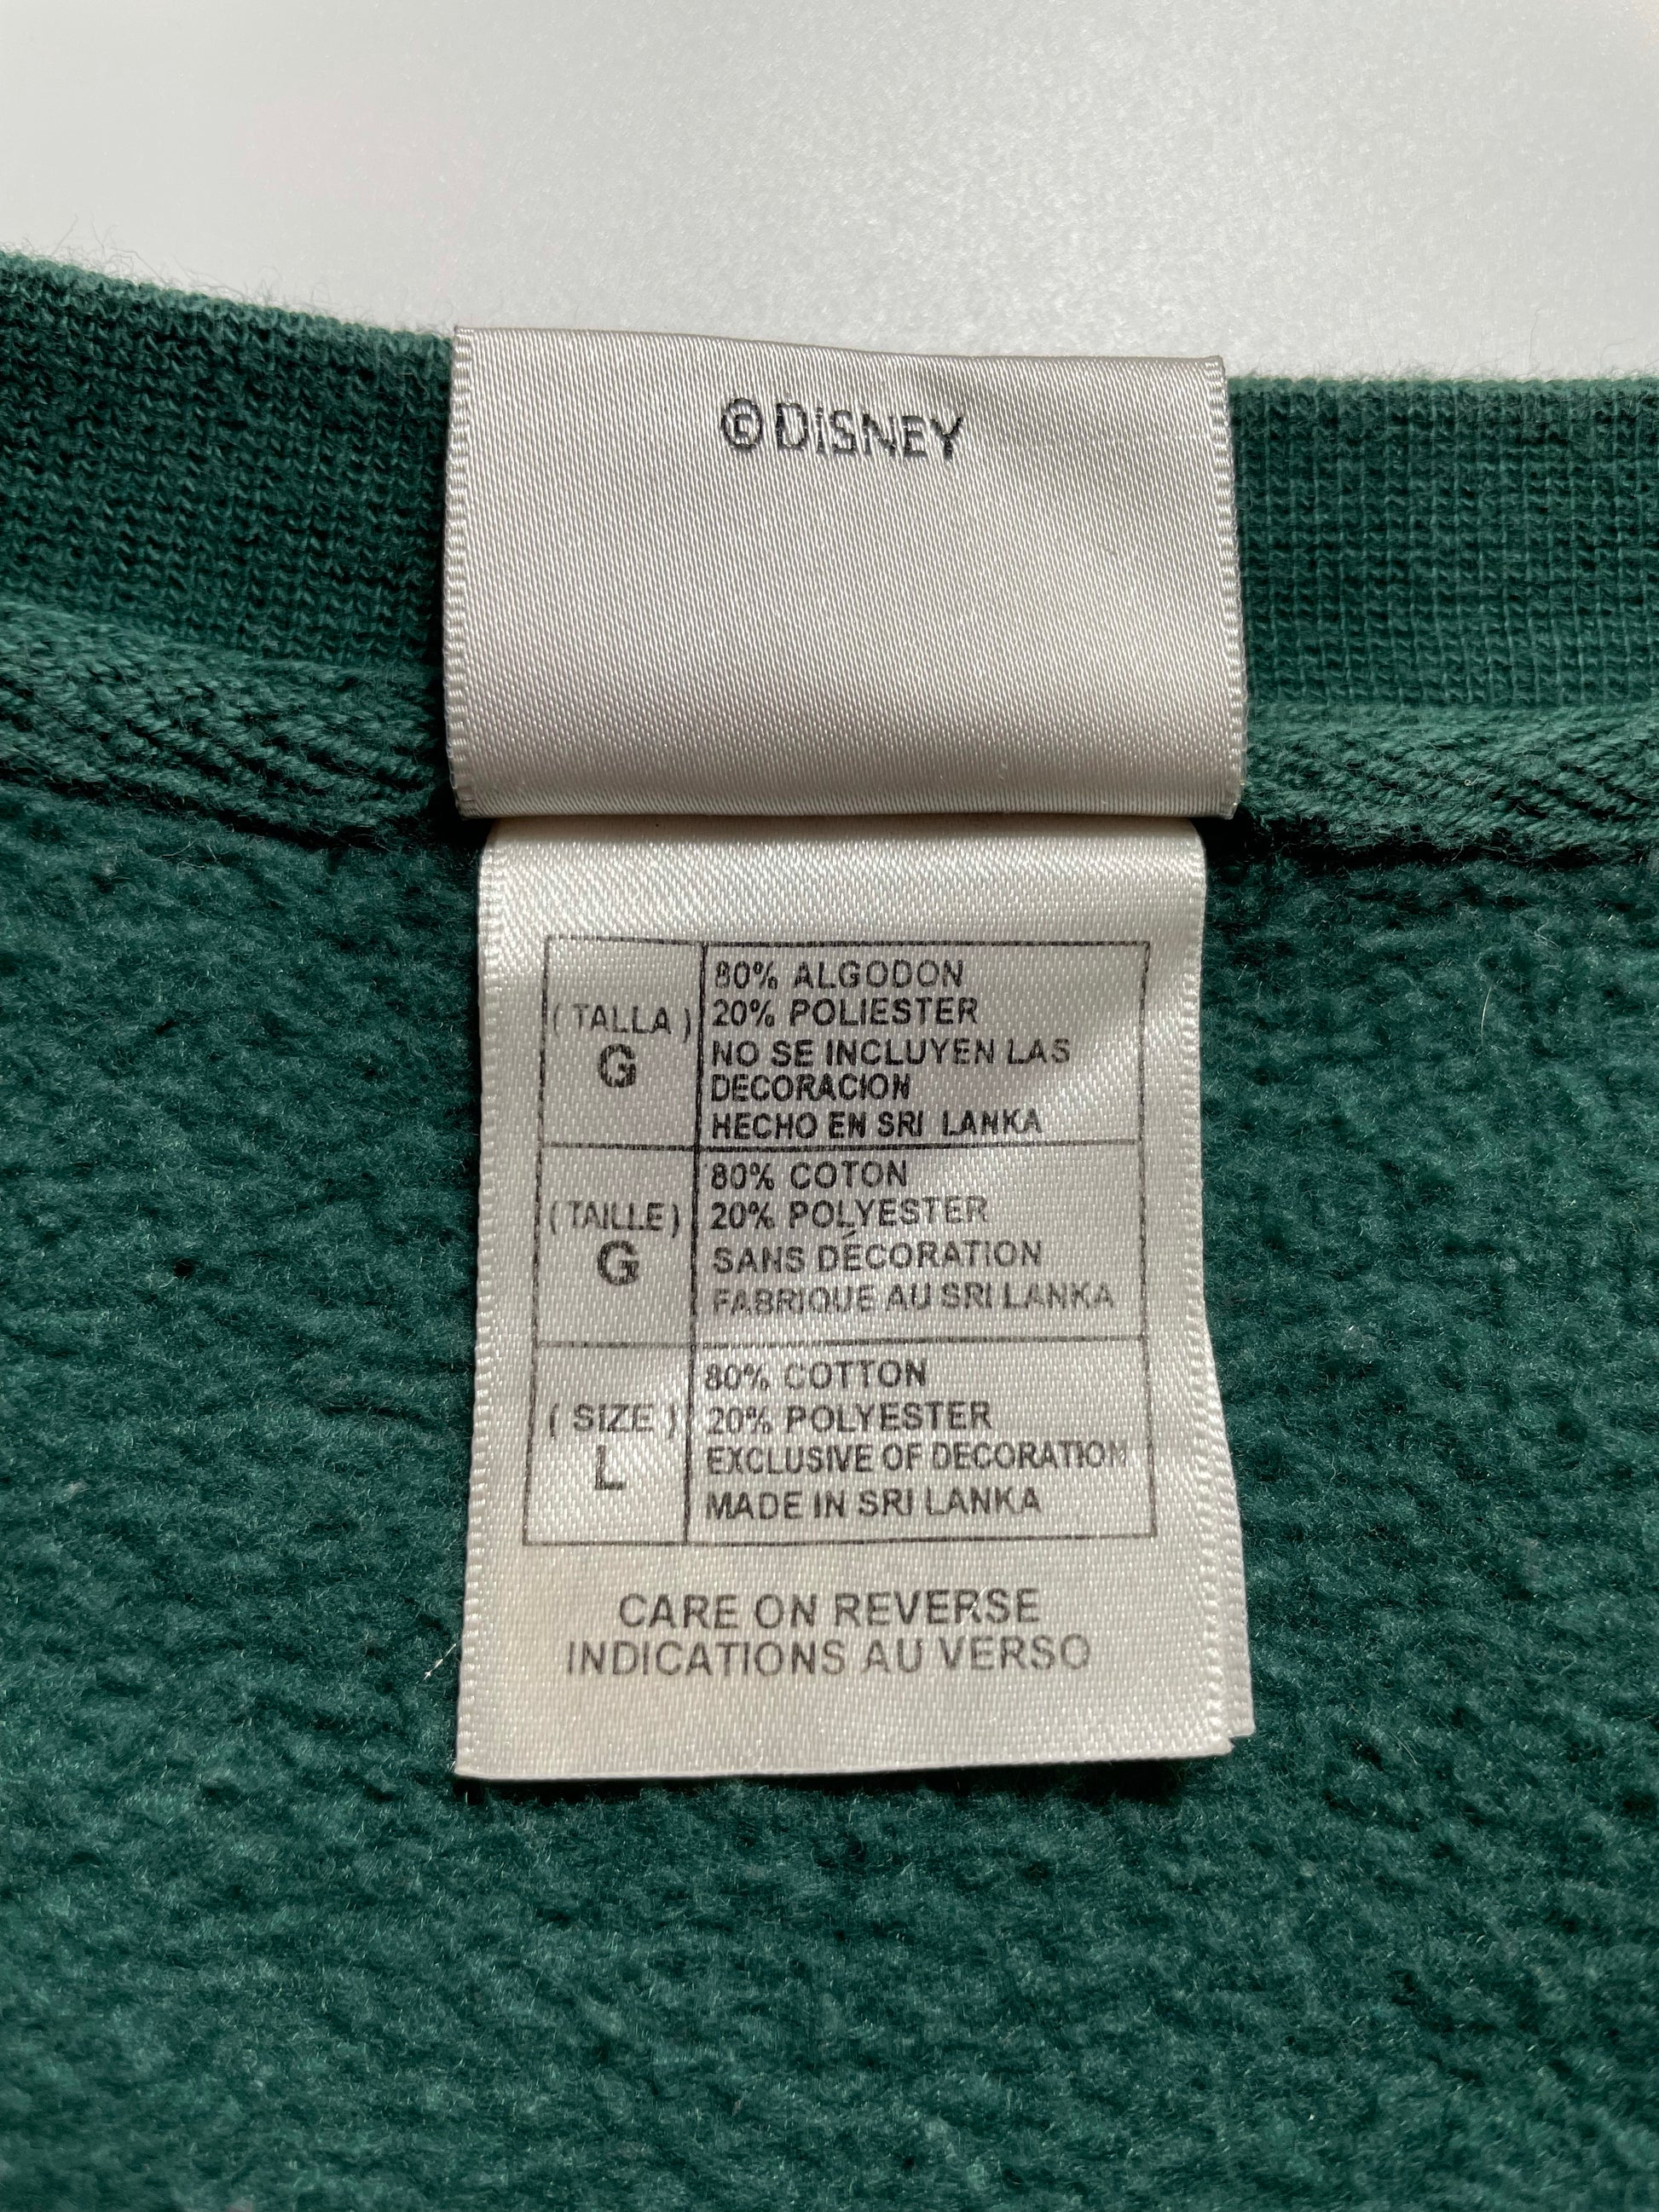 ©DiSNEY
( TALLA )
G
80% ALGODON
20% POLIESTER
NO SE INCLUYEN LAS
DECORACION
HECHO EN SRI LANKA
( TAILLE )
G
80% COTON
20% POLYESTER
SANS DÉCORATION
FABRIQUE AU SRI LANKA
( SIZE )
L
80% COTTON
20% POLYESTER
EXCLUSIVE OF DECORATION
MADE IN SRI LANKA
CARE ON REVERSE
INDICATIONS AU VERSO